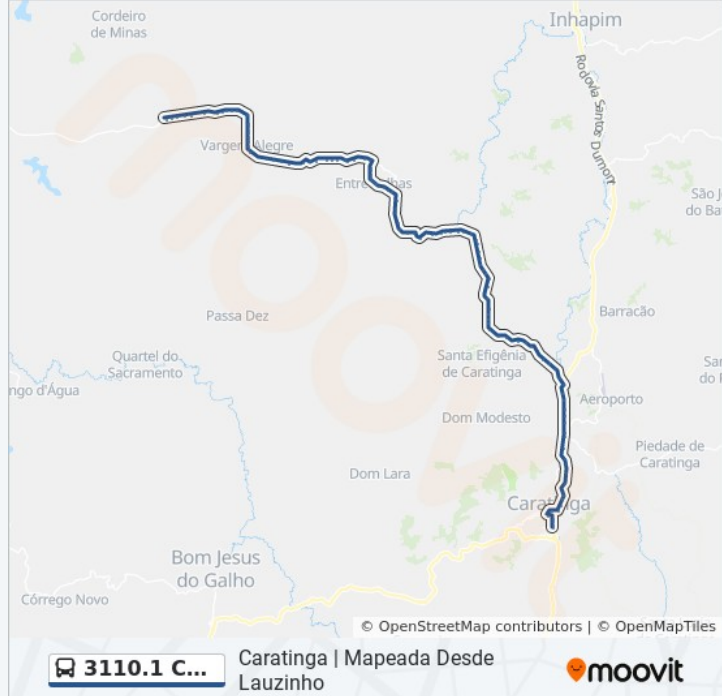 Cordeiro
de Minas
Inhapim
Rodovia Santos Dumont
Vargem Alegre
Entre Folhas
São J
do Ba
Passa Dez
Barracão
Quartel do
Sacramento
Santa Efigênia
de Caratinga
San
do R
ngo d'Água
Aeroporto
Dom Modesto
Piedade de
Caratinga
Dom Lara
Caratinga
Bom Jesus
do Galho
Córrego Novo
© OpenStreetMap contributors | © OpenMapTiles
3110.1 C...
Caratinga | Mapeada Desde
Lauzinho
moovit